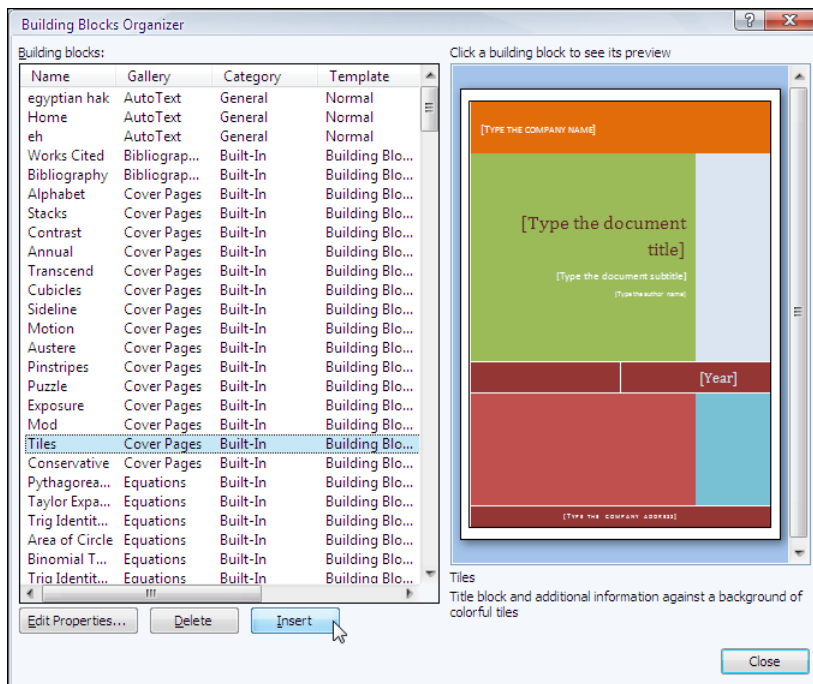 Building Blocks Organizer
Building blocks:
Click a building block to see its preview
Name Gallery Category Template
egyptian hak AutoText General Normal
Home AutoText General Normal
eh AutoText General Normal
Works Cited Bibliograp... Built-In Building Blo...
Bibliography Bibliograp... Built-In Building Blo...
Alphabet Cover Pages Built-In Building Blo...
Stacks Cover Pages Built-In Building Blo...
Contrast Cover Pages Built-In Building Blo...
Annual Cover Pages Built-In Building Blo...
Transcend Cover Pages Built-In Building Blo...
Cubicles Cover Pages Built-In Building Blo...
Sideline Cover Pages Built-In Building Blo...
Motion Cover Pages Built-In Building Blo...
Austere Cover Pages Built-In Building Blo...
Pinstripes Cover Pages Built-In Building Blo...
Puzzle Cover Pages Built-In Building Blo...
Exposure Cover Pages Built-In Building Blo...
Mod Cover Pages Built-In Building Blo...
Tiles Cover Pages Built-In Building Blo...
Conservative Cover Pages Built-In Building Blo...
Pythagorea... Equations Built-In Building Blo...
Taylor Expa... Equations Built-In Building Blo...
Trig Identit... Equations Built-In Building Blo...
Area of Circle Equations Built-In Building Blo...
Binomial T... Equations Built-In Building Blo...
Trig Identit... Equations Built-In Building Blo...
[TYPE THE COMPANY NAME]
[Type the document
title]
[Type the document subtitle]
[Type the author name]
[Year]
[TYPE THE COMPANY ADDRESS]
Tiles
Title block and additional information against a background of
colorful tiles
Edit Properties... Delete Insert
Close